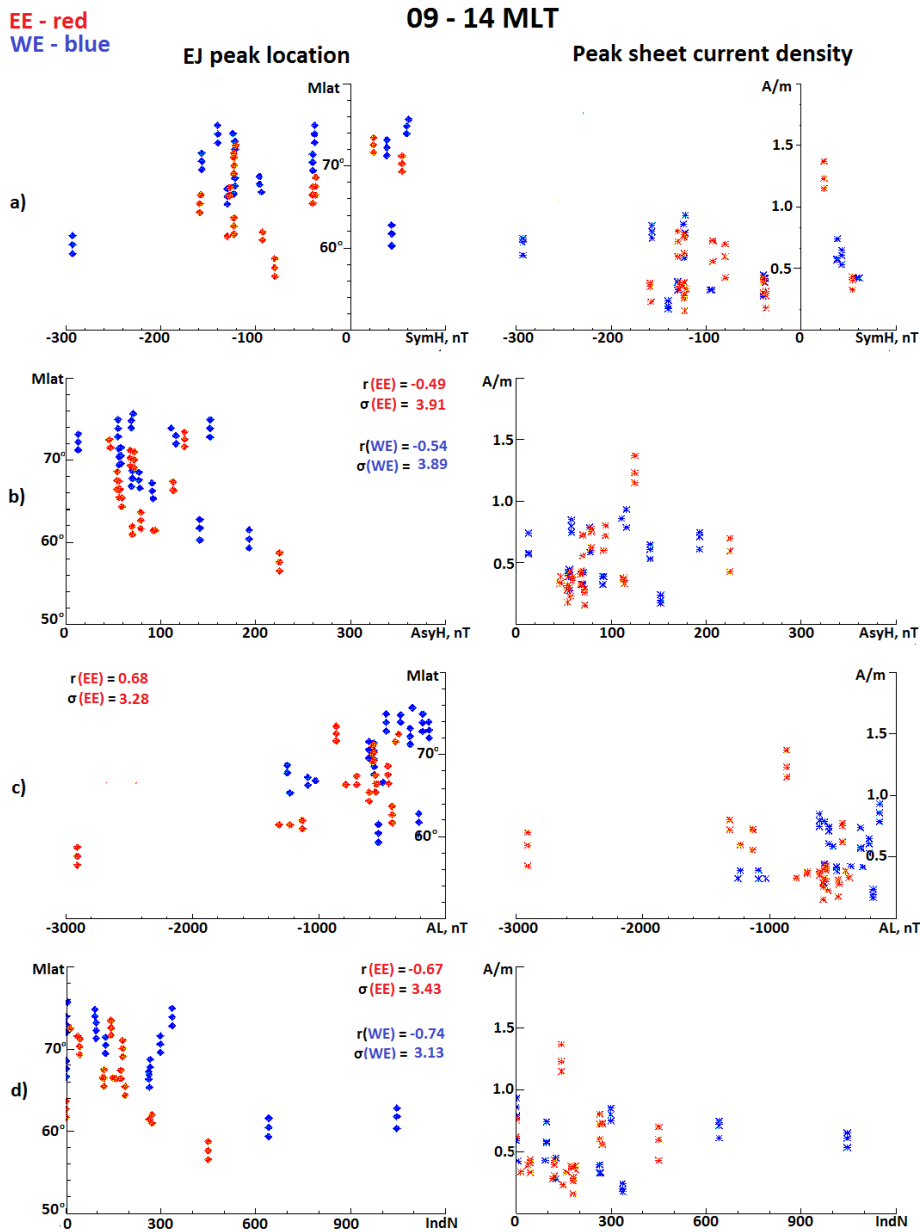 09 - 14 MLT
EE - red
WE - blue
EJ peak location
Peak sheet current density
a)
Mlat
70°
60°
-300
-200
-100
0
SymH, nT
A/m
1.5
1.0
0.5
-300
-200
-100
0
SymH, nT
b)
Mlat
70°
60°
50°
r(EE) = -0.49
σ(EE) = 3.91
r(WE) = -0.54
σ(WE) = 3.89
0
100
200
AsyH, nT
A/m
1.5
1.0
0.5
0
100
200
AsyH, nT
c)
r(EE) = 0.68
σ(EE) = 3.28
Mlat
70°
60°
-3000
-2000
-1000
AL, nT
A/m
1.5
1.0
0.5
-3000
-2000
-1000
AL, nT
d)
Mlat
70°
60°
50°
r(EE) = -0.67
σ(EE) = 3.43
r(WE) = -0.74
σ(WE) = 3.13
0
300
600
900
IndN
A/m
1.5
1.0
0.5
0
300
600
900
IndN